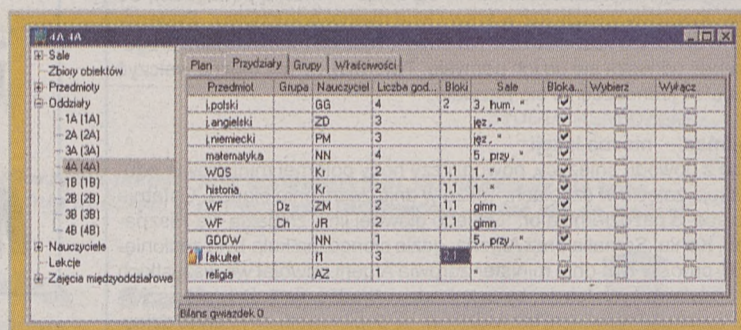 4A 4A
Sale
Zbiory obiektów
Przedmioty
Oddziały
1A (1A)
2A (2A)
3A (3A)
4A (4A)
1B (1B)
2B (2B)
3B (3B)
4B (4B)
Nauczyciele
Lekcje
Zajęcia międzyoddziałowe
Plan Przydziały Grupy Właściwości
Przedmiot Grupa Nauczyciel Liczba god... Bloki Sale Bloka... Wybierz Wyłącz
j.polski GG 4 2 3, hum, *
j.angielski ZD 3 jęz, *
j.niemiecki PM 3 jęz, *
matematyka NN 4 5, przy, *
WOS Kr 2 1,1 1, *
historia Kr 2 1,1 1, *
WF Dz ZM 2 1,1 gimn
WF Ch JR 2 1,1 gimn
GDDW NN 1 5, przy, *
fakultet f1 3 2,1
religia AZ 1 *
Bilans gwiazdek 0